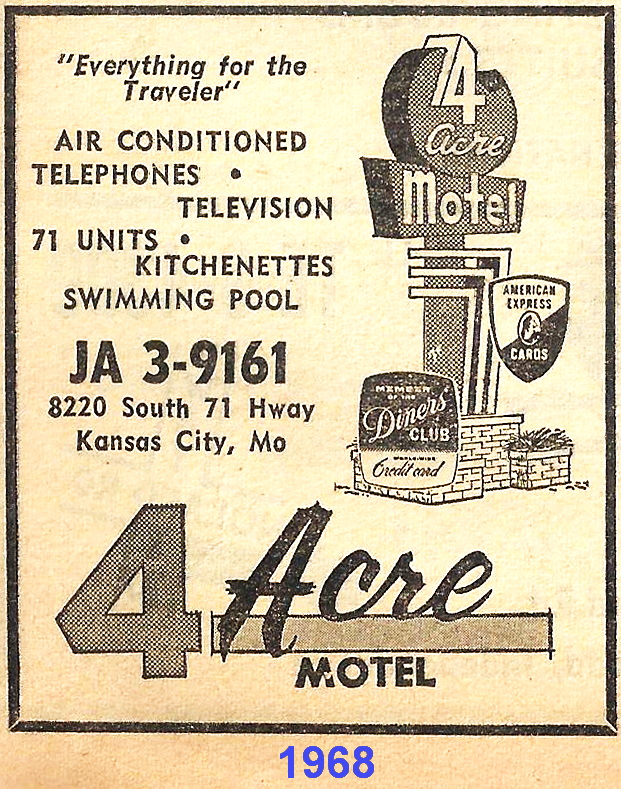 "Everything for the
Traveler"
AIR CONDITIONED
TELEPHONES •
TELEVISION
71 UNITS •
KITCHENETTES
SWIMMING POOL
JA 3-9161
8220 South 71 Hway
Kansas City, Mo
4
Acre
Motel
AMERICAN
EXPRESS
CARDS
MEMBER
OF THE
Diners'
CLUB
WORLD-WIDE
Credit card
4 Acre
MOTEL
1968